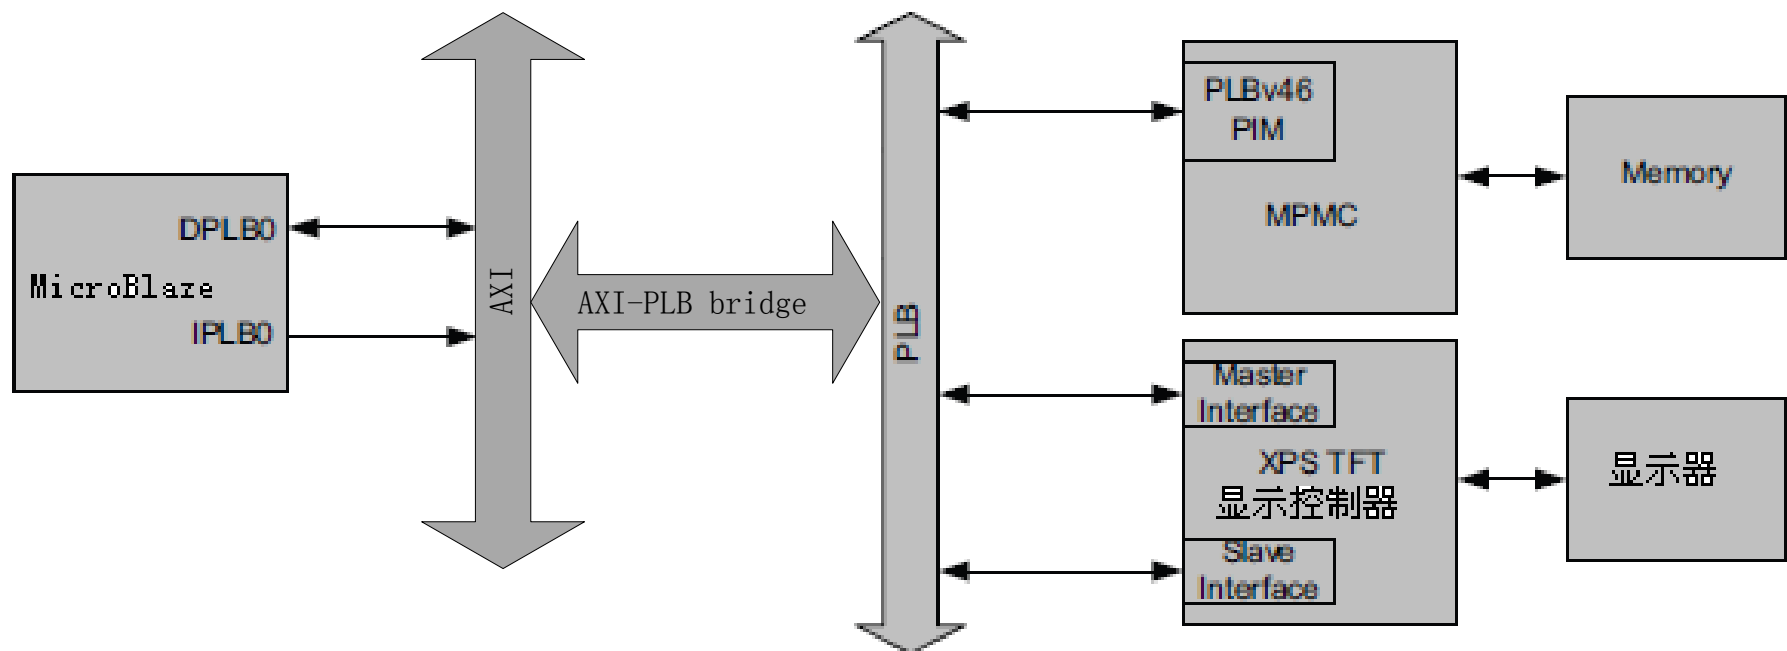 DPLB0
MicroBlaze
IPLB0
AXI
AXI-PLB bridge
PLB
PLBv46
PIM
MPMC
Memory
Master
Interface
XPS TFT
显示控制器
Slave
Interface
显示器